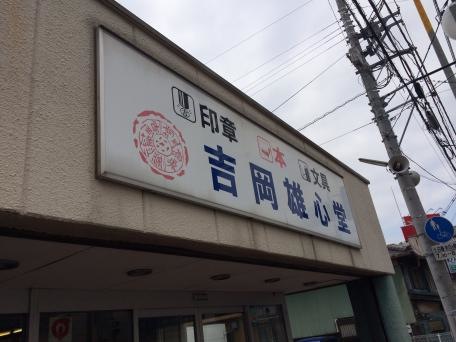 印章 本 文具
吉岡雄心堂